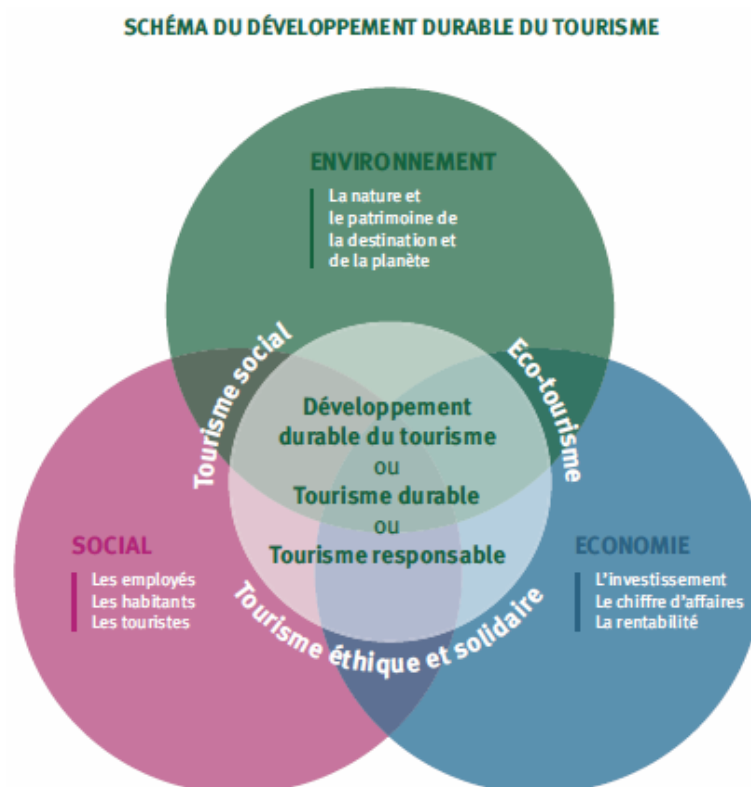 SCHÉMA DU DÉVELOPPEMENT DURABLE DU TOURISME
ENVIRONNEMENT
La nature et
le patrimoine de
la destination et
de la planète
Tourisme social
Eco-tourisme
Développement
durable du tourisme
ou
Tourisme durable
ou
Tourisme responsable
SOCIAL
Les employés
Les habitants
Les touristes
ECONOMIE
L'investissement
Le chiffre d'affaires
La rentabilité
Tourisme éthique et solidaire